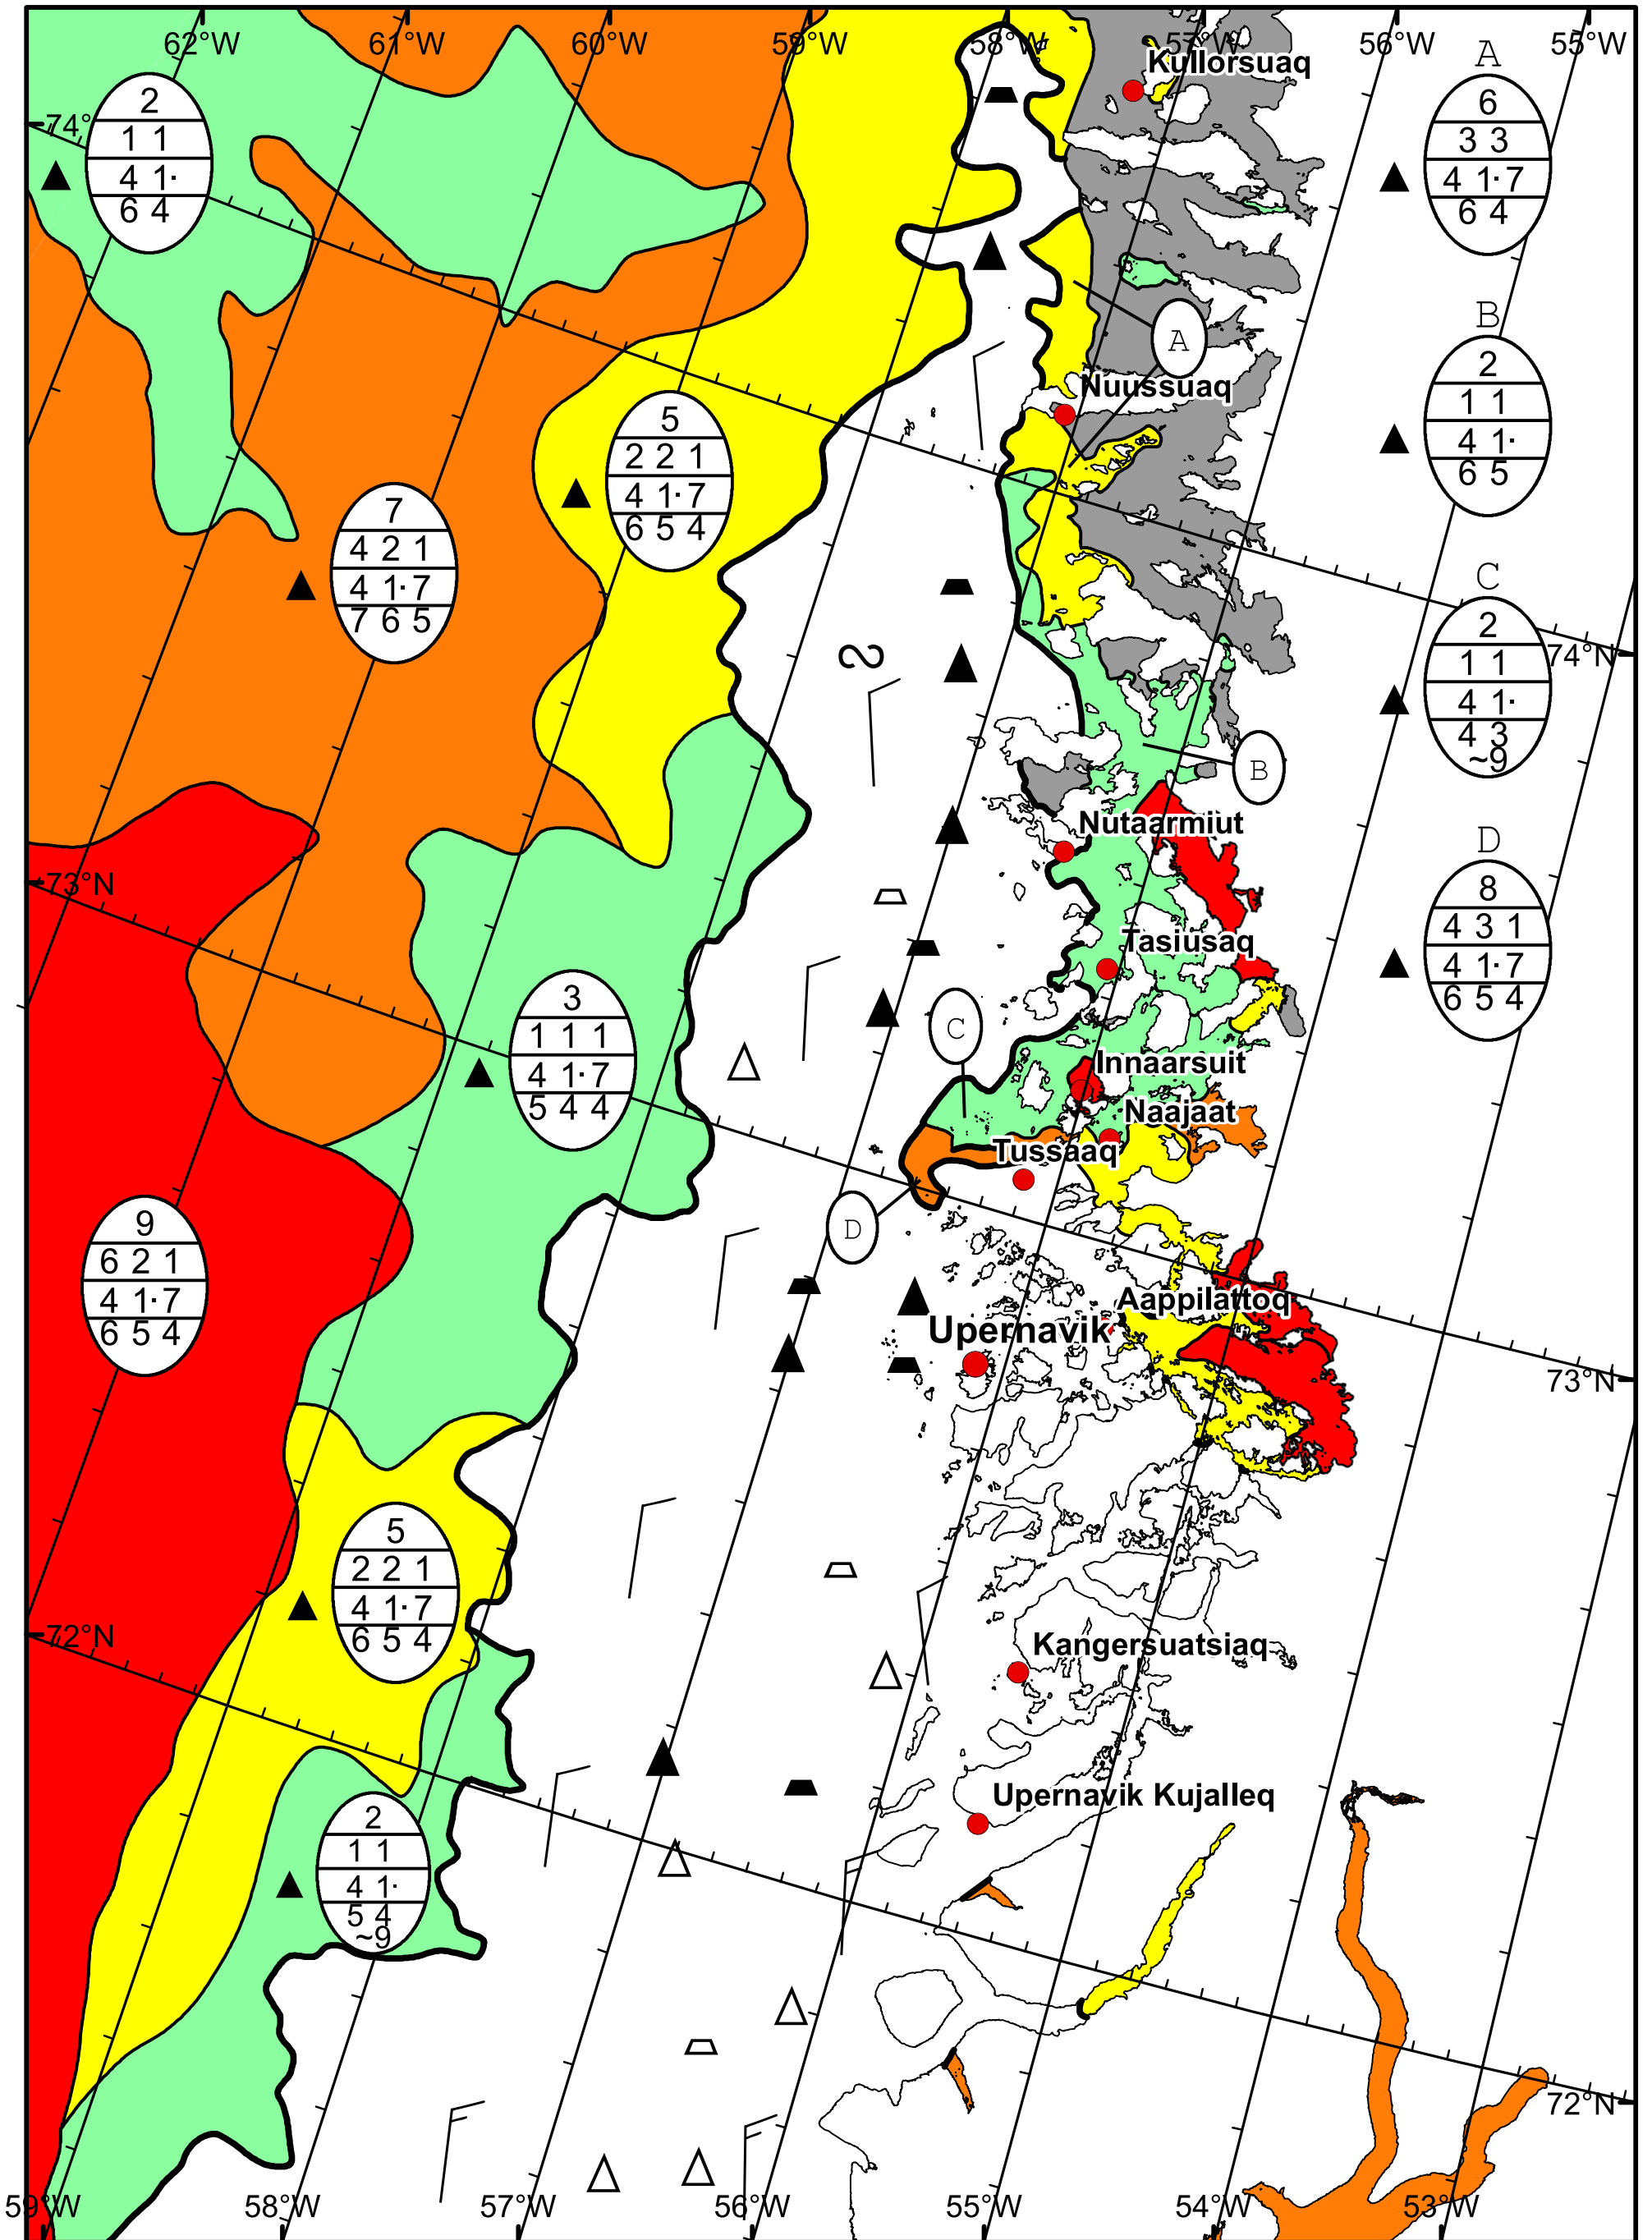 62°W 61°W 60°W 59°W 58°W 57°W 56°W 55°W
Kullorsuaq
74°
2
1 1
4 1·
6 4
A
6
3 3
4 1·7
6 4
A
Nuussuaq
B
2
1 1
4 1·
6 5
5
2 2 1
4 1·7
6 5 4
7
4 2 1
4 1·7
7 6 5
C
2
1 1
4 1·
4 3
~9
74°N
B
Nutaarmiut
D
8
4 3 1
4 1·7
6 5 4
73°N
Tasiusaq
3
1 1 1
4 1·7
5 4 4
C
Innaarsuit
Naajaat
Tussaaq
D
9
6 2 1
4 1·7
6 5 4
Aappilattoq
Upernavik
73°N
5
2 2 1
4 1·7
6 5 4
72°N
Kangersuatsiaq
Upernavik Kujalleq
2
1 1
4 1·
5 4
~9
72°N
59°W 58°W 57°W 56°W 55°W 54°W 53°W